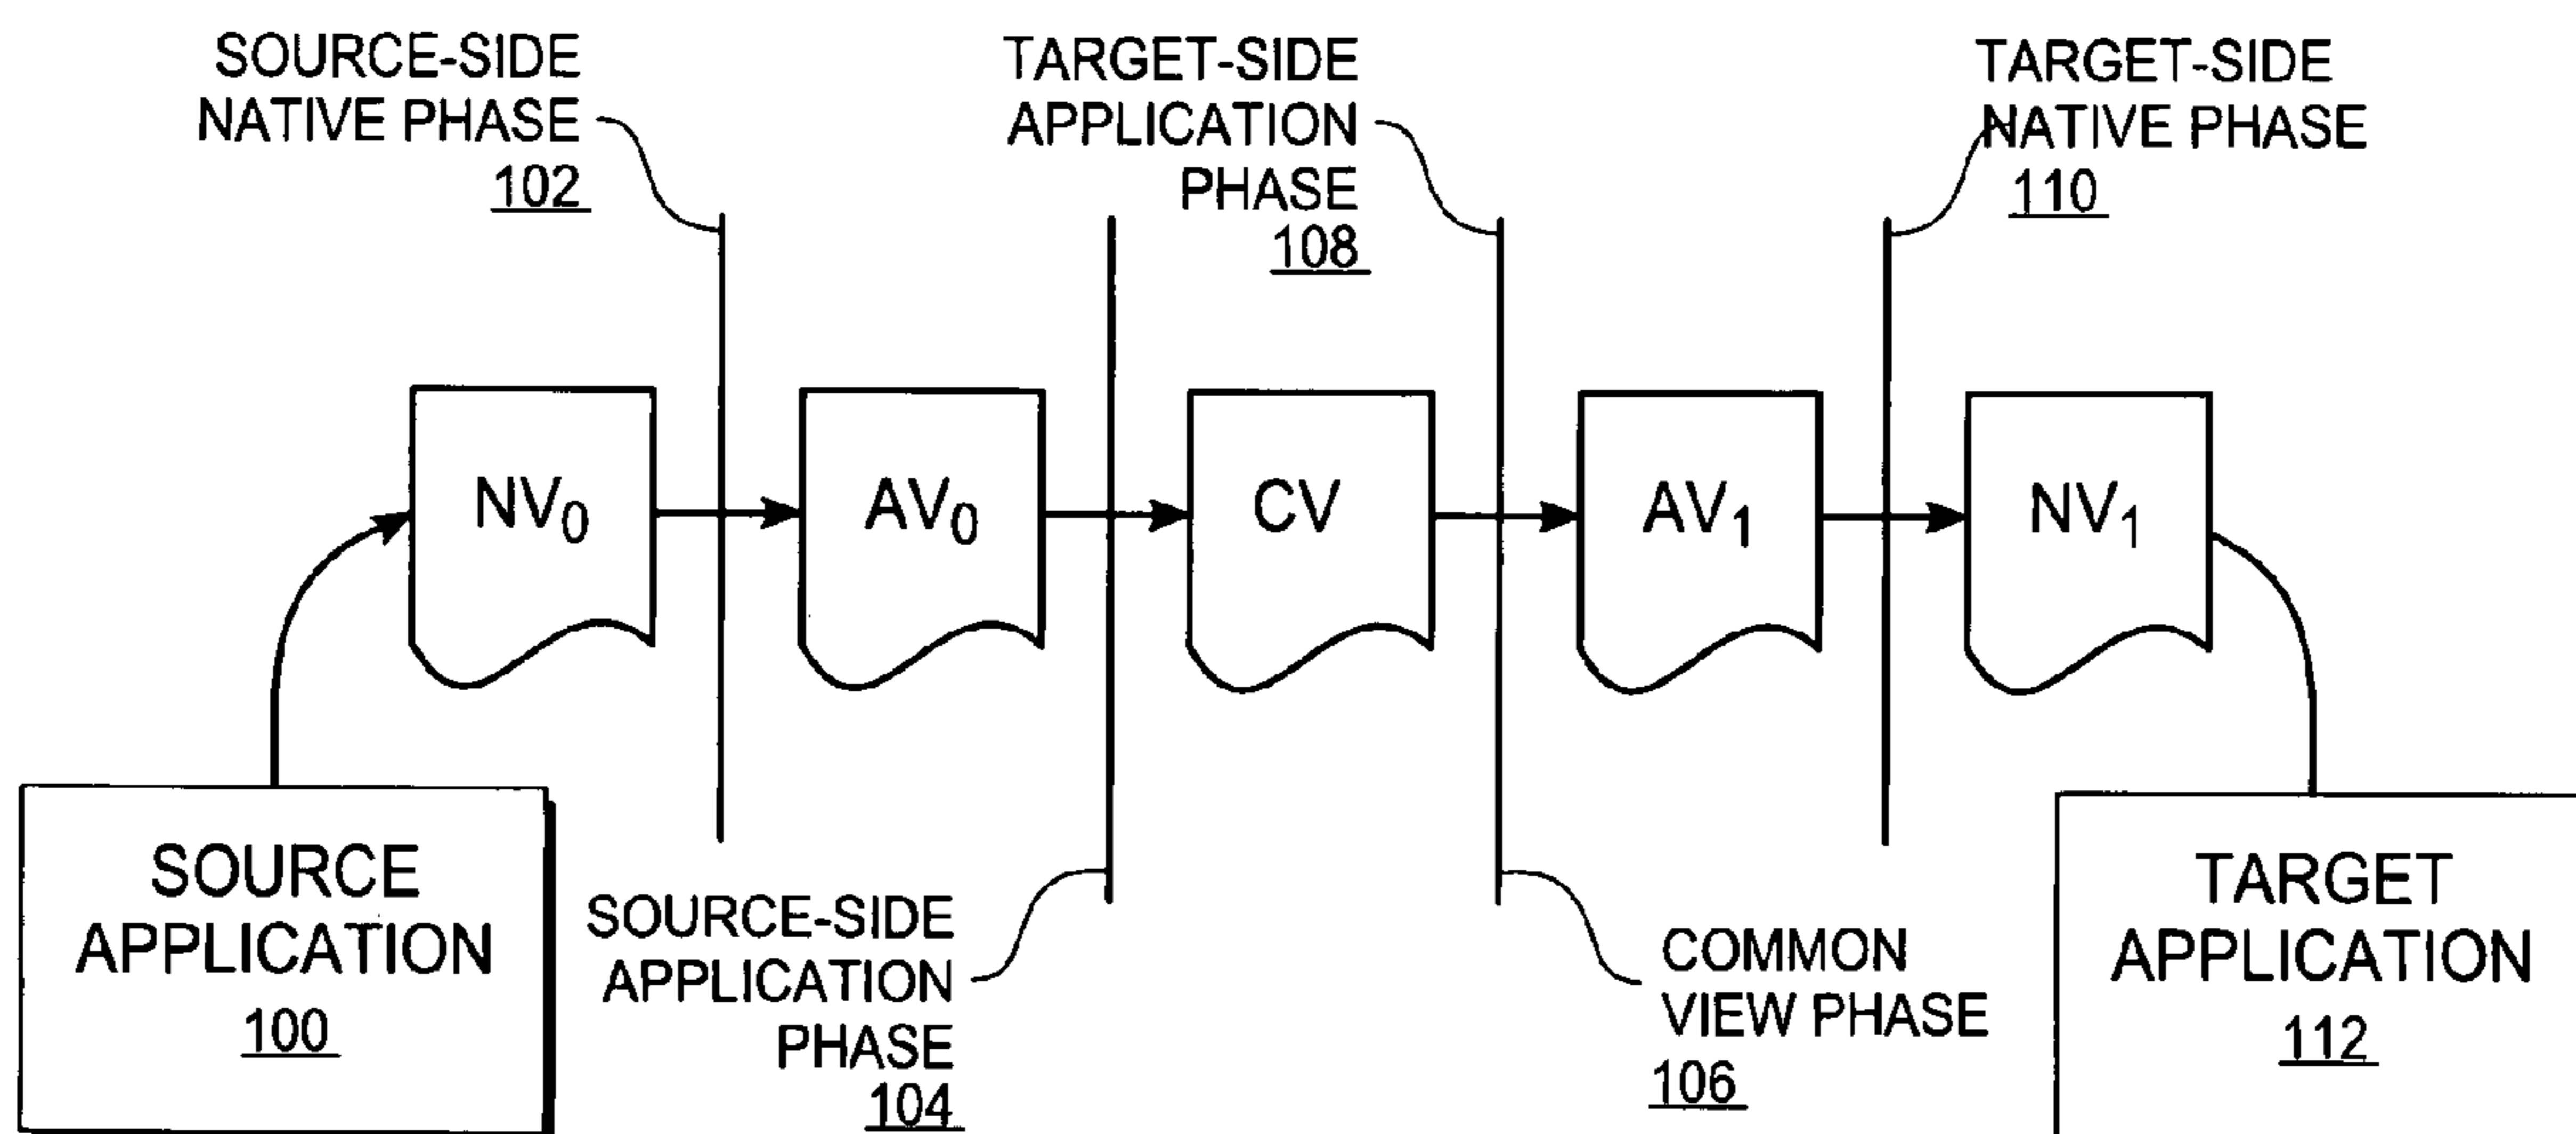 SOURCE-SIDE
NATIVE PHASE
102
TARGET-SIDE
APPLICATION
PHASE
108
TARGET-SIDE
NATIVE PHASE
110
NV₀
AV₀
CV
AV₁
NV₁
SOURCE
APPLICATION
100
SOURCE-SIDE
APPLICATION
PHASE
104
COMMON
VIEW PHASE
106
TARGET
APPLICATION
112